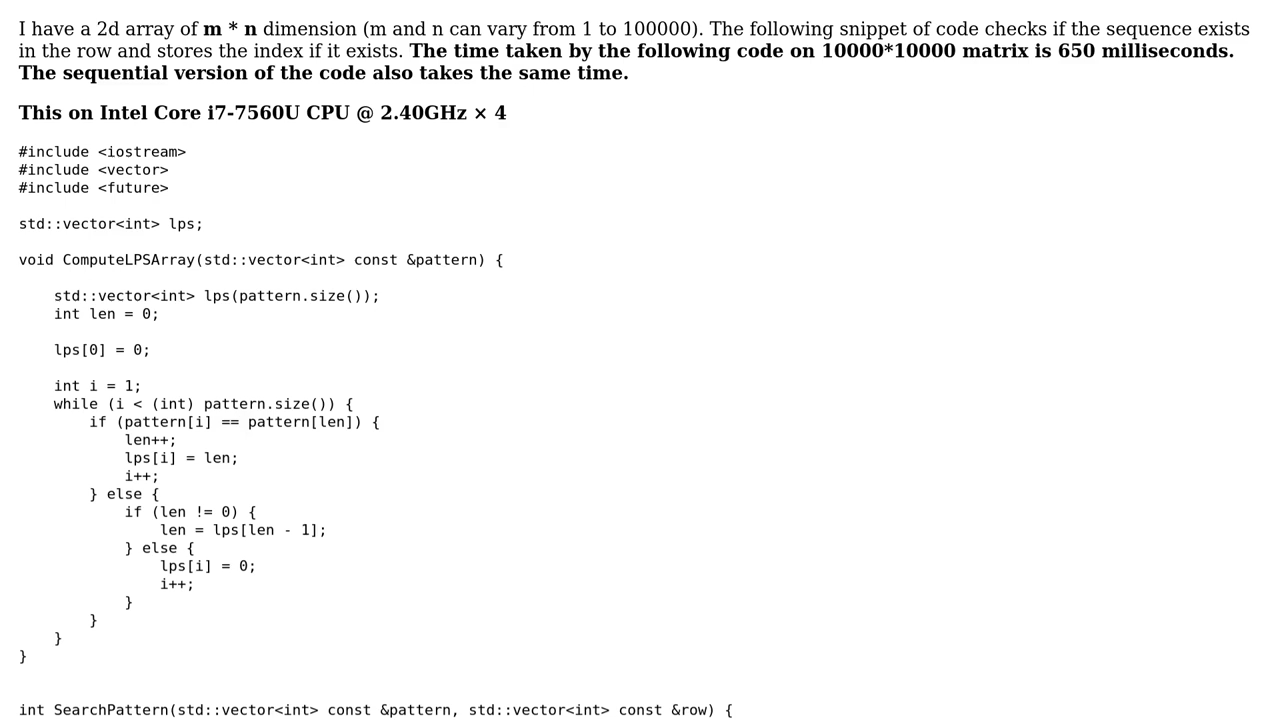 I have a 2d array of m * n dimension (m and n can vary from 1 to 100000). The following snippet of code checks if the sequence exists
in the row and stores the index if it exists. The time taken by the following code on 10000*10000 matrix is 650 milliseconds.
The sequential version of the code also takes the same time.
This on Intel Core i7-7560U CPU @ 2.40GHz × 4
#include <iostream>
#include <vector>
#include <future>
std::vector<int> lps;
void ComputeLPSArray(std::vector<int> const &pattern) {
    std::vector<int> lps(pattern.size());
    int len = 0;
    lps[0] = 0;
    int i = 1;
    while (i < (int) pattern.size()) {
        if (pattern[i] == pattern[len]) {
            len++;
            lps[i] = len;
            i++;
        } else {
            if (len != 0) {
                len = lps[len - 1];
            } else {
                lps[i] = 0;
                i++;
            }
        }
    }
}
int SearchPattern(std::vector<int> const &pattern, std::vector<int> const &row) {